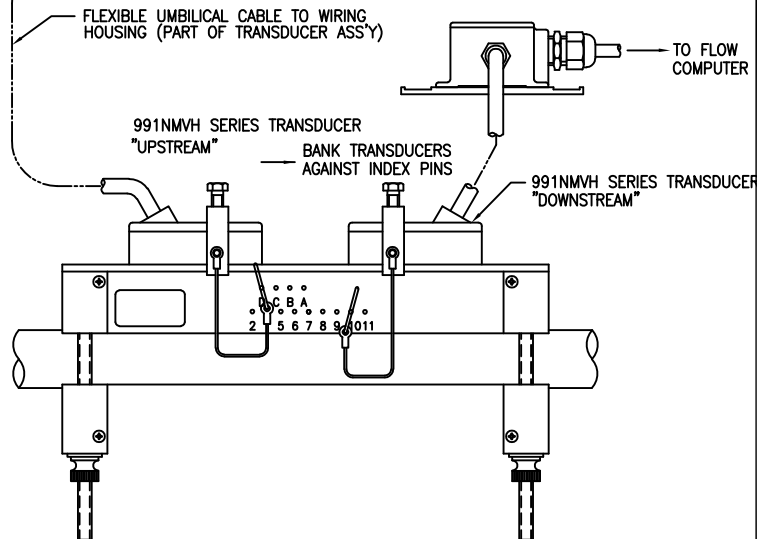 FLEXIBLE UMBILICAL CABLE TO WIRING
HOUSING (PART OF TRANSDUCER ASS'Y)
TO FLOW
COMPUTER
991NMVH SERIES TRANSDUCER
"UPSTREAM"
BANK TRANSDUCERS
AGAINST INDEX PINS
991NMVH SERIES TRANSDUCER
"DOWNSTREAM"
D C B A
2 5 6 7 8 9 10 11